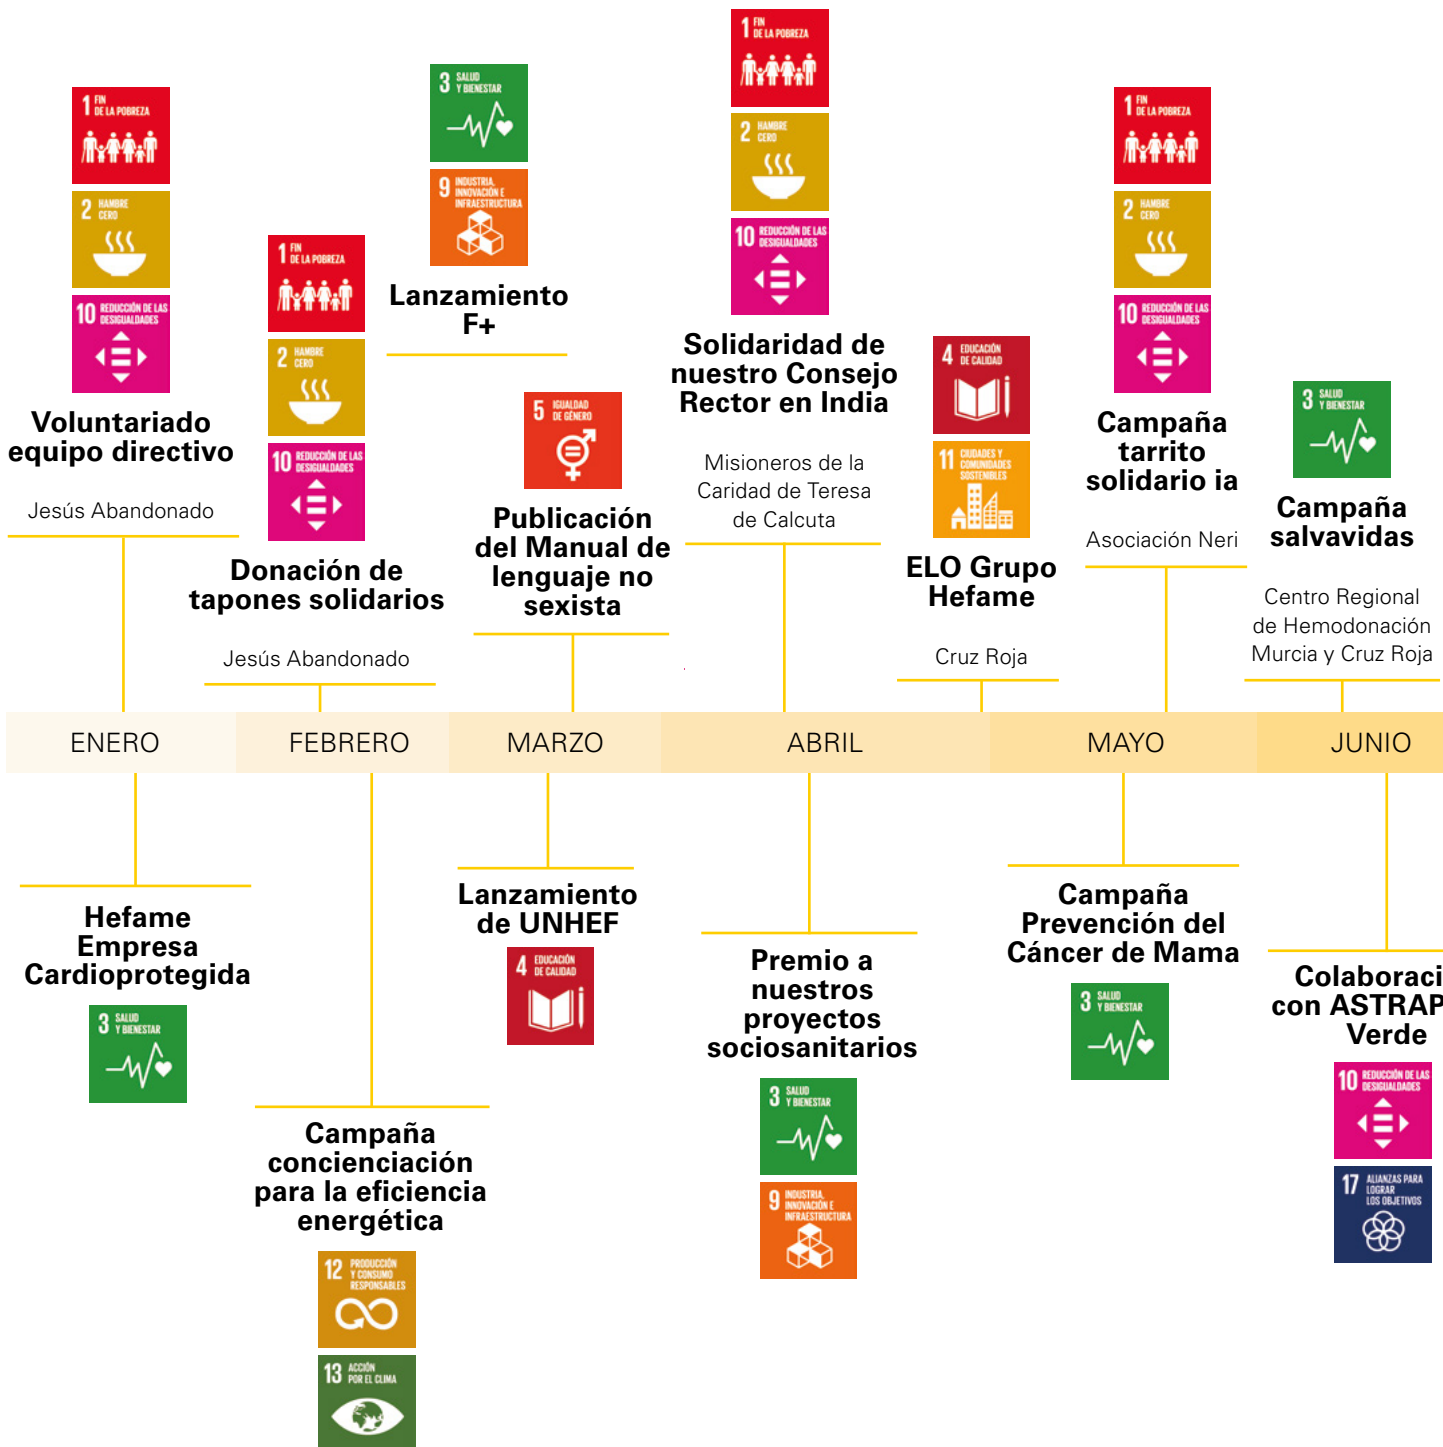 1 FIN
DE LA POBREZA
2 HAMBRE
CERO
10 REDUCCIÓN DE LAS
DESIGUALDADES
Voluntariado
equipo directivo
Jesús Abandonado
1 FIN
DE LA POBREZA
2 HAMBRE
CERO
10 REDUCCIÓN DE LAS
DESIGUALDADES
Donación de
tapones solidarios
Jesús Abandonado
3 SALUD
Y BIENESTAR
9 INDUSTRIA,
INNOVACIÓN E
INFRAESTRUCTURA
Lanzamiento
F+
5 IGUALDAD
DE GÉNERO
Publicación
del Manual de
lenguaje no
sexista
1 FIN
DE LA POBREZA
2 HAMBRE
CERO
10 REDUCCIÓN DE LAS
DESIGUALDADES
Solidaridad de
nuestro Consejo
Rector en India
Misioneros de la
Caridad de Teresa
de Calcuta
4 EDUCACIÓN
DE CALIDAD
11 CIUDADES Y
COMUNIDADES
SOSTENIBLES
ELO Grupo
Hefame
Cruz Roja
1 FIN
DE LA POBREZA
2 HAMBRE
CERO
10 REDUCCIÓN DE LAS
DESIGUALDADES
Campaña
tarrito
solidario ia
Asociación Neri
3 SALUD
Y BIENESTAR
Campaña
salvavidas
Centro Regional
de Hemodonación
Murcia y Cruz Roja
ENERO
FEBRERO
MARZO
ABRIL
MAYO
JUNIO
Hefame
Empresa
Cardioprotegida
3 SALUD
Y BIENESTAR
Campaña
concienciación
para la eficiencia
energética
12 PRODUCCIÓN
Y CONSUMO
RESPONSABLES
13 ACCIÓN
POR EL CLIMA
Lanzamiento
de UNHEF
4 EDUCACIÓN
DE CALIDAD
Premio a
nuestros
proyectos
sociosanitarios
3 SALUD
Y BIENESTAR
9 INDUSTRIA,
INNOVACIÓN E
INFRAESTRUCTURA
Campaña
Prevención del
Cáncer de Mama
3 SALUD
Y BIENESTAR
Colaboraci
con ASTRAP
Verde
10 REDUCCIÓN DE LAS
DESIGUALDADES
17 ALIANZAS PARA
LOGRAR
LOS OBJETIVOS